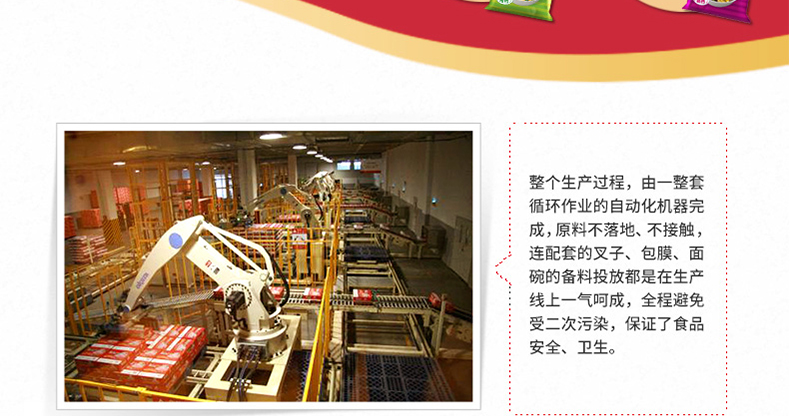 整个生产过程，由一整套
循环作业的自动化机器完
成，原料不落地、不接触，
连配套的叉子、包膜、面
碗的备料投放都是在生产
线上一气呵成，全程避免
受二次污染，保证了食品
安全、卫生。